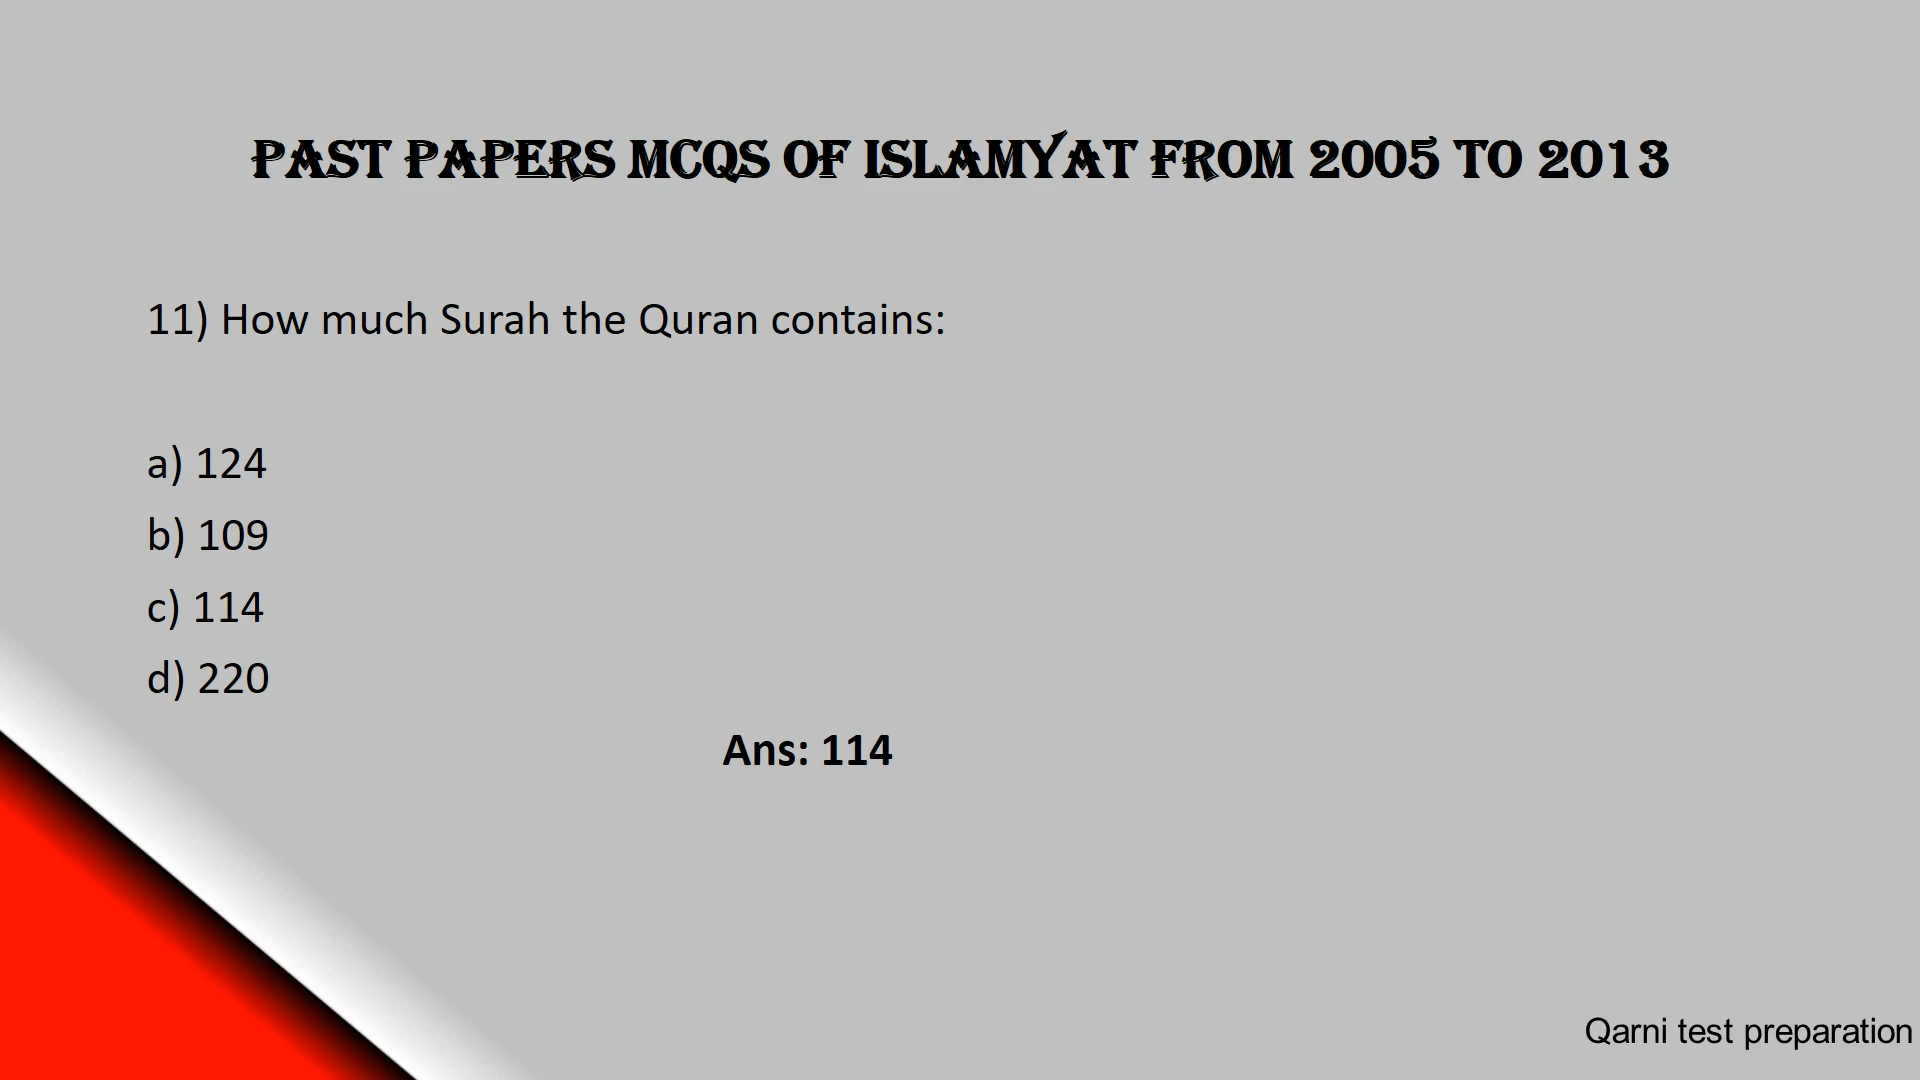 PAST PAPERS MCQS OF ISLAMYAT FROM 2005 TO 2013
11) How much Surah the Quran contains:
a) 124
b) 109
c) 114
d) 220
Ans: 114
Qarni test preparation